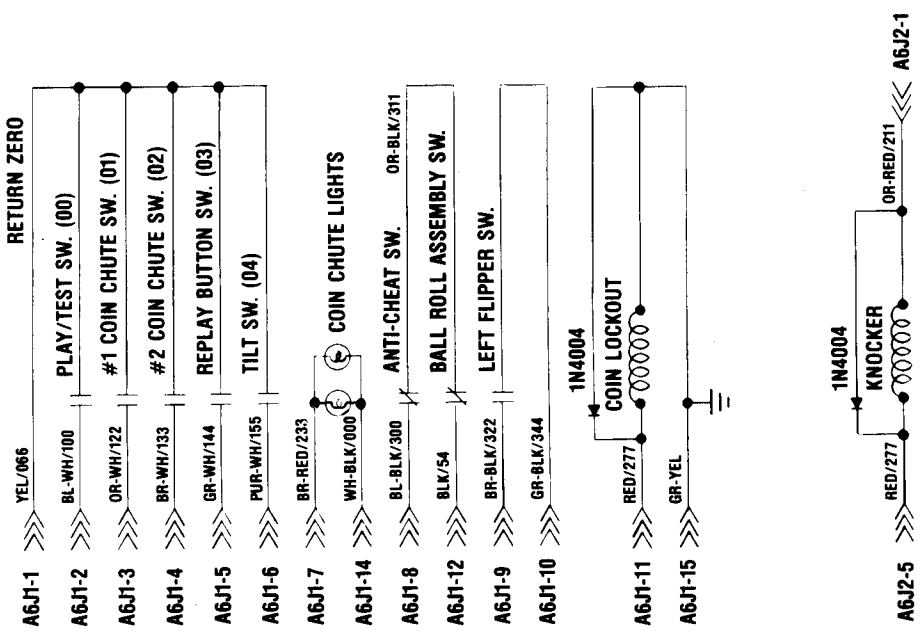 RETURN ZERO
A6J1-1 YEL/066
A6J1-2 BL-WH/100 PLAY/TEST SW. (00)
A6J1-3 OR-WH/122 #1 COIN CHUTE SW. (01)
A6J1-4 BR-WH/133 #2 COIN CHUTE SW. (02)
A6J1-5 GR-WH/144 REPLAY BUTTON SW. (03)
A6J1-6 PUR-WH/155 TILT SW. (04)
A6J1-7 BR-RED/233
COIN CHUTE LIGHTS
A6J1-14 WH-BLK/000
A6J1-8 BL-BLK/300 ANTI-CHEAT SW. OR-BLK/311
A6J1-12 BLK/54 BALL ROLL ASSEMBLY SW.
A6J1-9 BR-BLK/322 LEFT FLIPPER SW.
A6J1-10 GR-BLK/344
1N4004
COIN LOCKOUT
A6J1-11 RED/277
A6J1-15 GR-YEL
1N4004
KNOCKER
A6J2-5 RED/277 OR-RED/211 A6J2-1